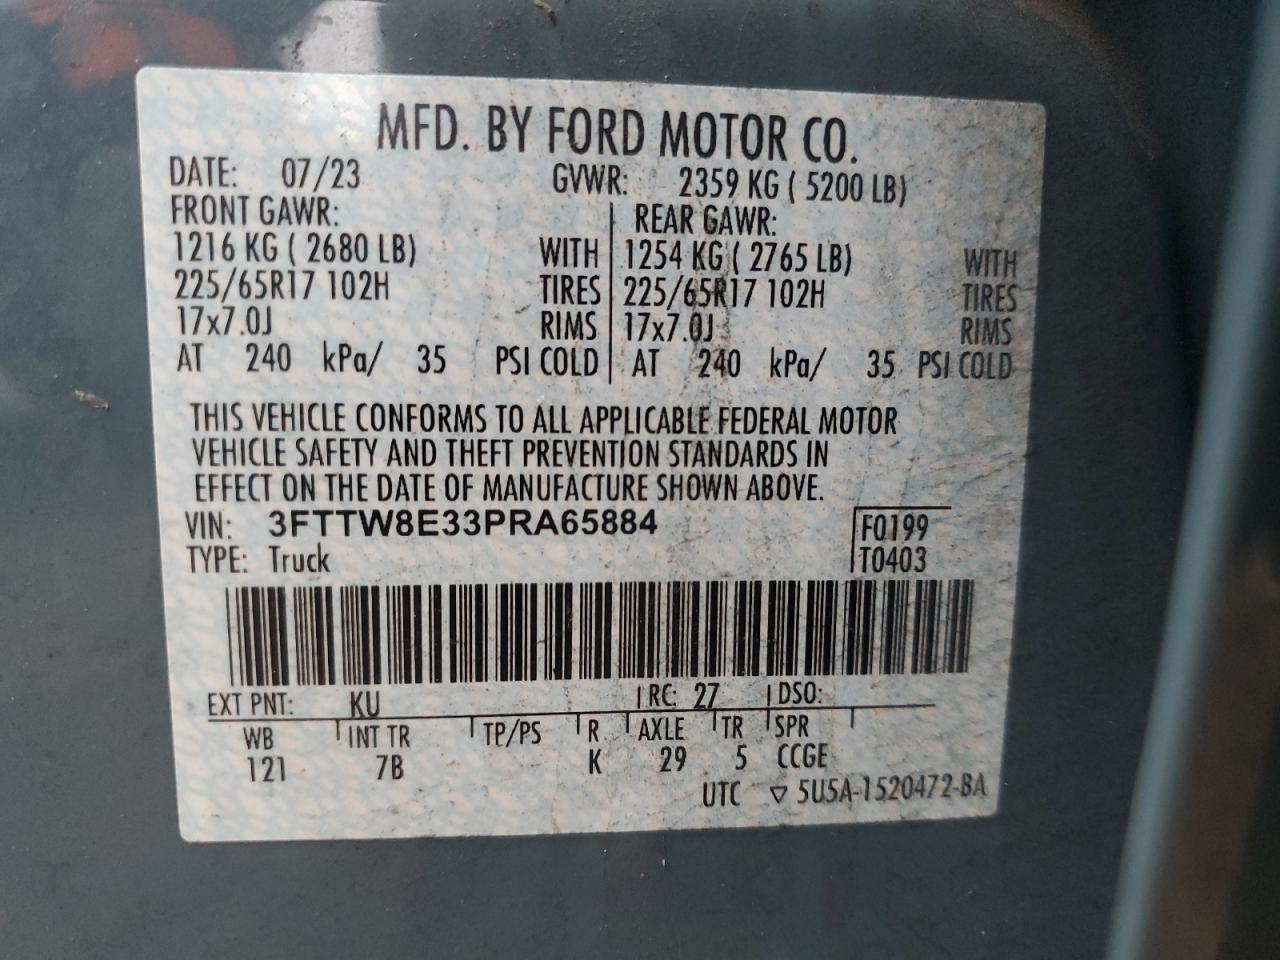 MFD. BY FORD MOTOR CO.
DATE: 07/23 GVWR: 2359 KG ( 5200 LB)
FRONT GAWR: REAR GAWR:
1216 KG ( 2680 LB) WITH 1254 KG ( 2765 LB) WITH
225/65R17 102H TIRES 225/65R17 102H TIRES
17x7.0J RIMS 17x7.0J RIMS
AT 240 kPa/ 35 PSI COLD AT 240 kPa/ 35 PSI COLD
THIS VEHICLE CONFORMS TO ALL APPLICABLE FEDERAL MOTOR
VEHICLE SAFETY AND THEFT PREVENTION STANDARDS IN
EFFECT ON THE DATE OF MANUFACTURE SHOWN ABOVE.
VIN: 3FTTW8E33PRA65884 F0199
TYPE: Truck T0403
EXT PNT: KU RC: 27 DSO:
WB INT TR TP/PS R AXLE TR SPR
121 7B K 29 5 CCGE
UTC ▽ 5U5A-1520472-BA